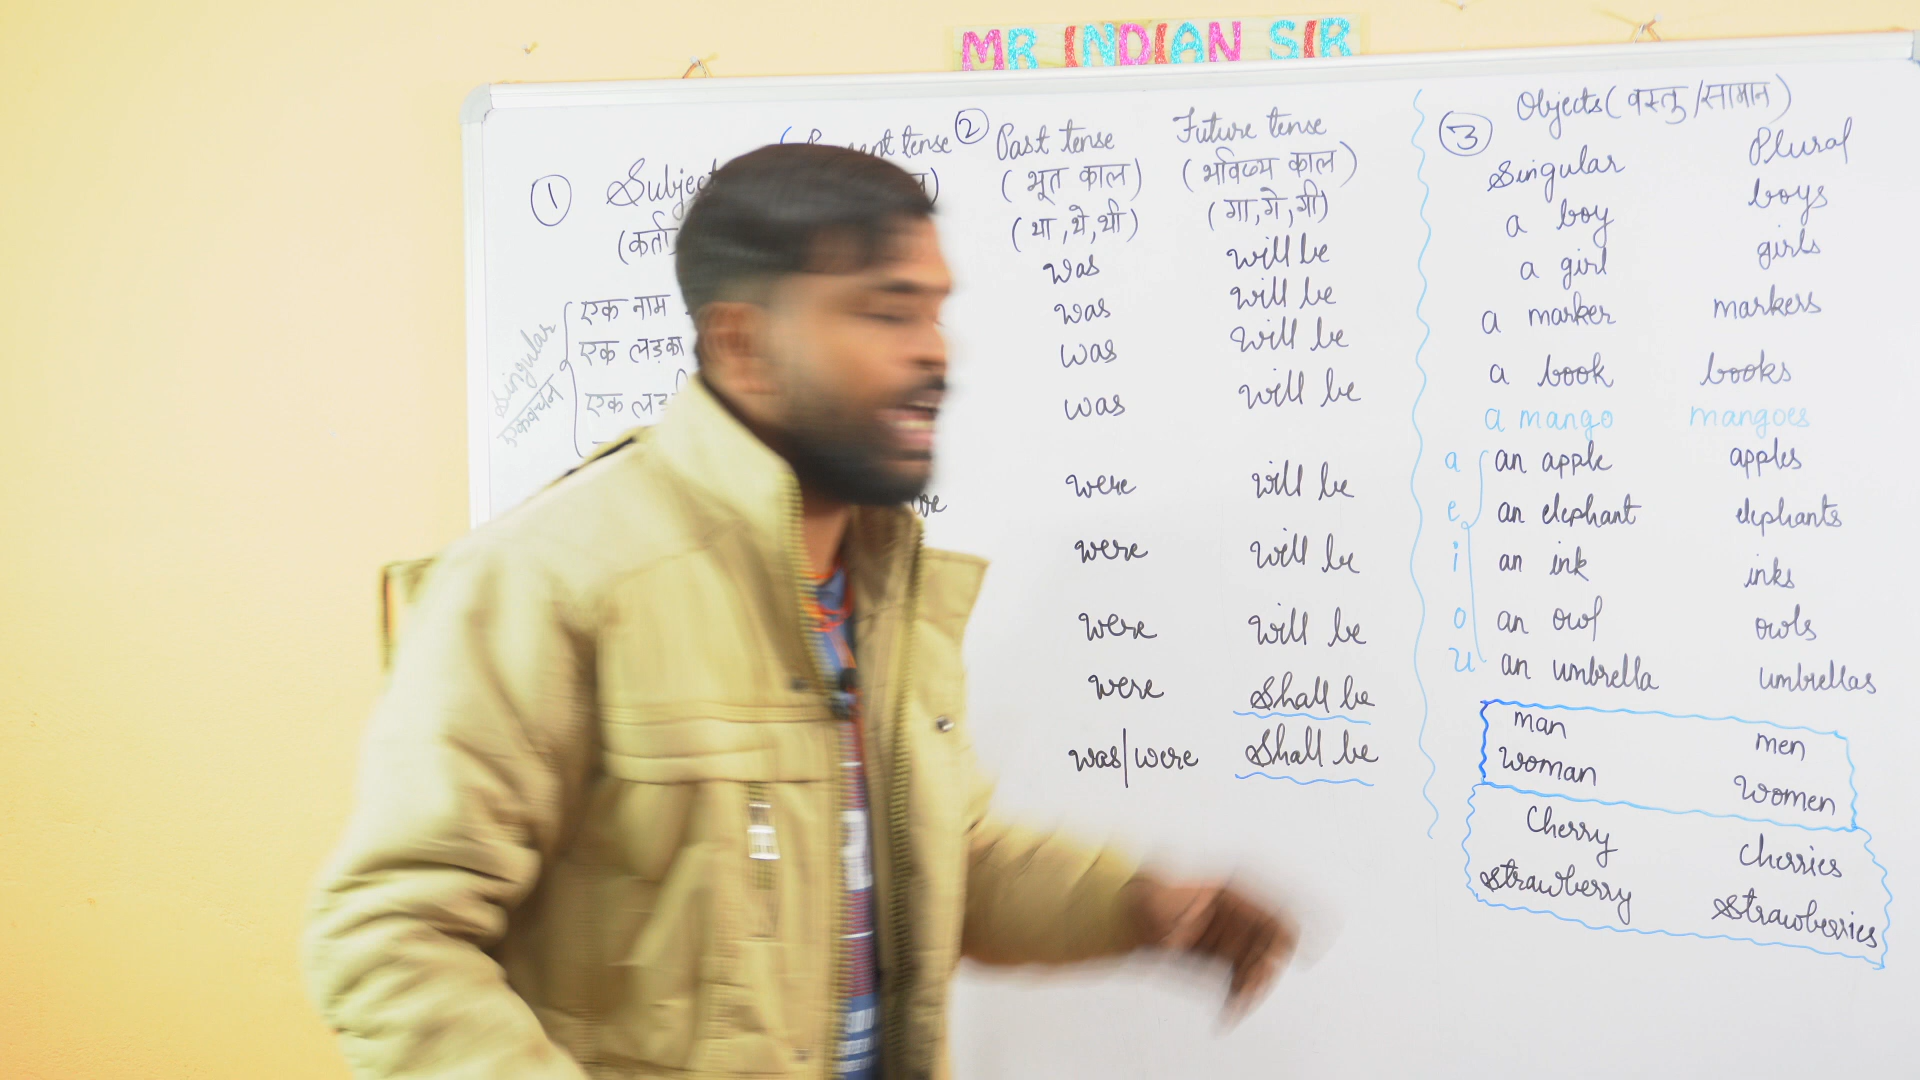 MR INDIAN SIR
① Subject
(कर्ता
Singular
एकवचन
एक नाम
एक लड़का
एक लड़
tense
②
Past tense
(भूत काल)
(था, थे, थी)
was
was
was
was
were
were
were
were
was/were
Future tense
(भविष्य काल)
(गा, गे, गी)
will be
will be
will be
will be
will be
will be
will be
Shall be
Shall be
③ Objects (वस्तु/सामान)
Singular Plural
a boy boys
a girl girls
a marker markers
a book books
a mango mangoes
a an apple apples
e an elephant elephants
i an ink inks
o an owl owls
u an umbrella umbrellas
man men
woman women
Cherry Cherries
Strawberry Strawberries